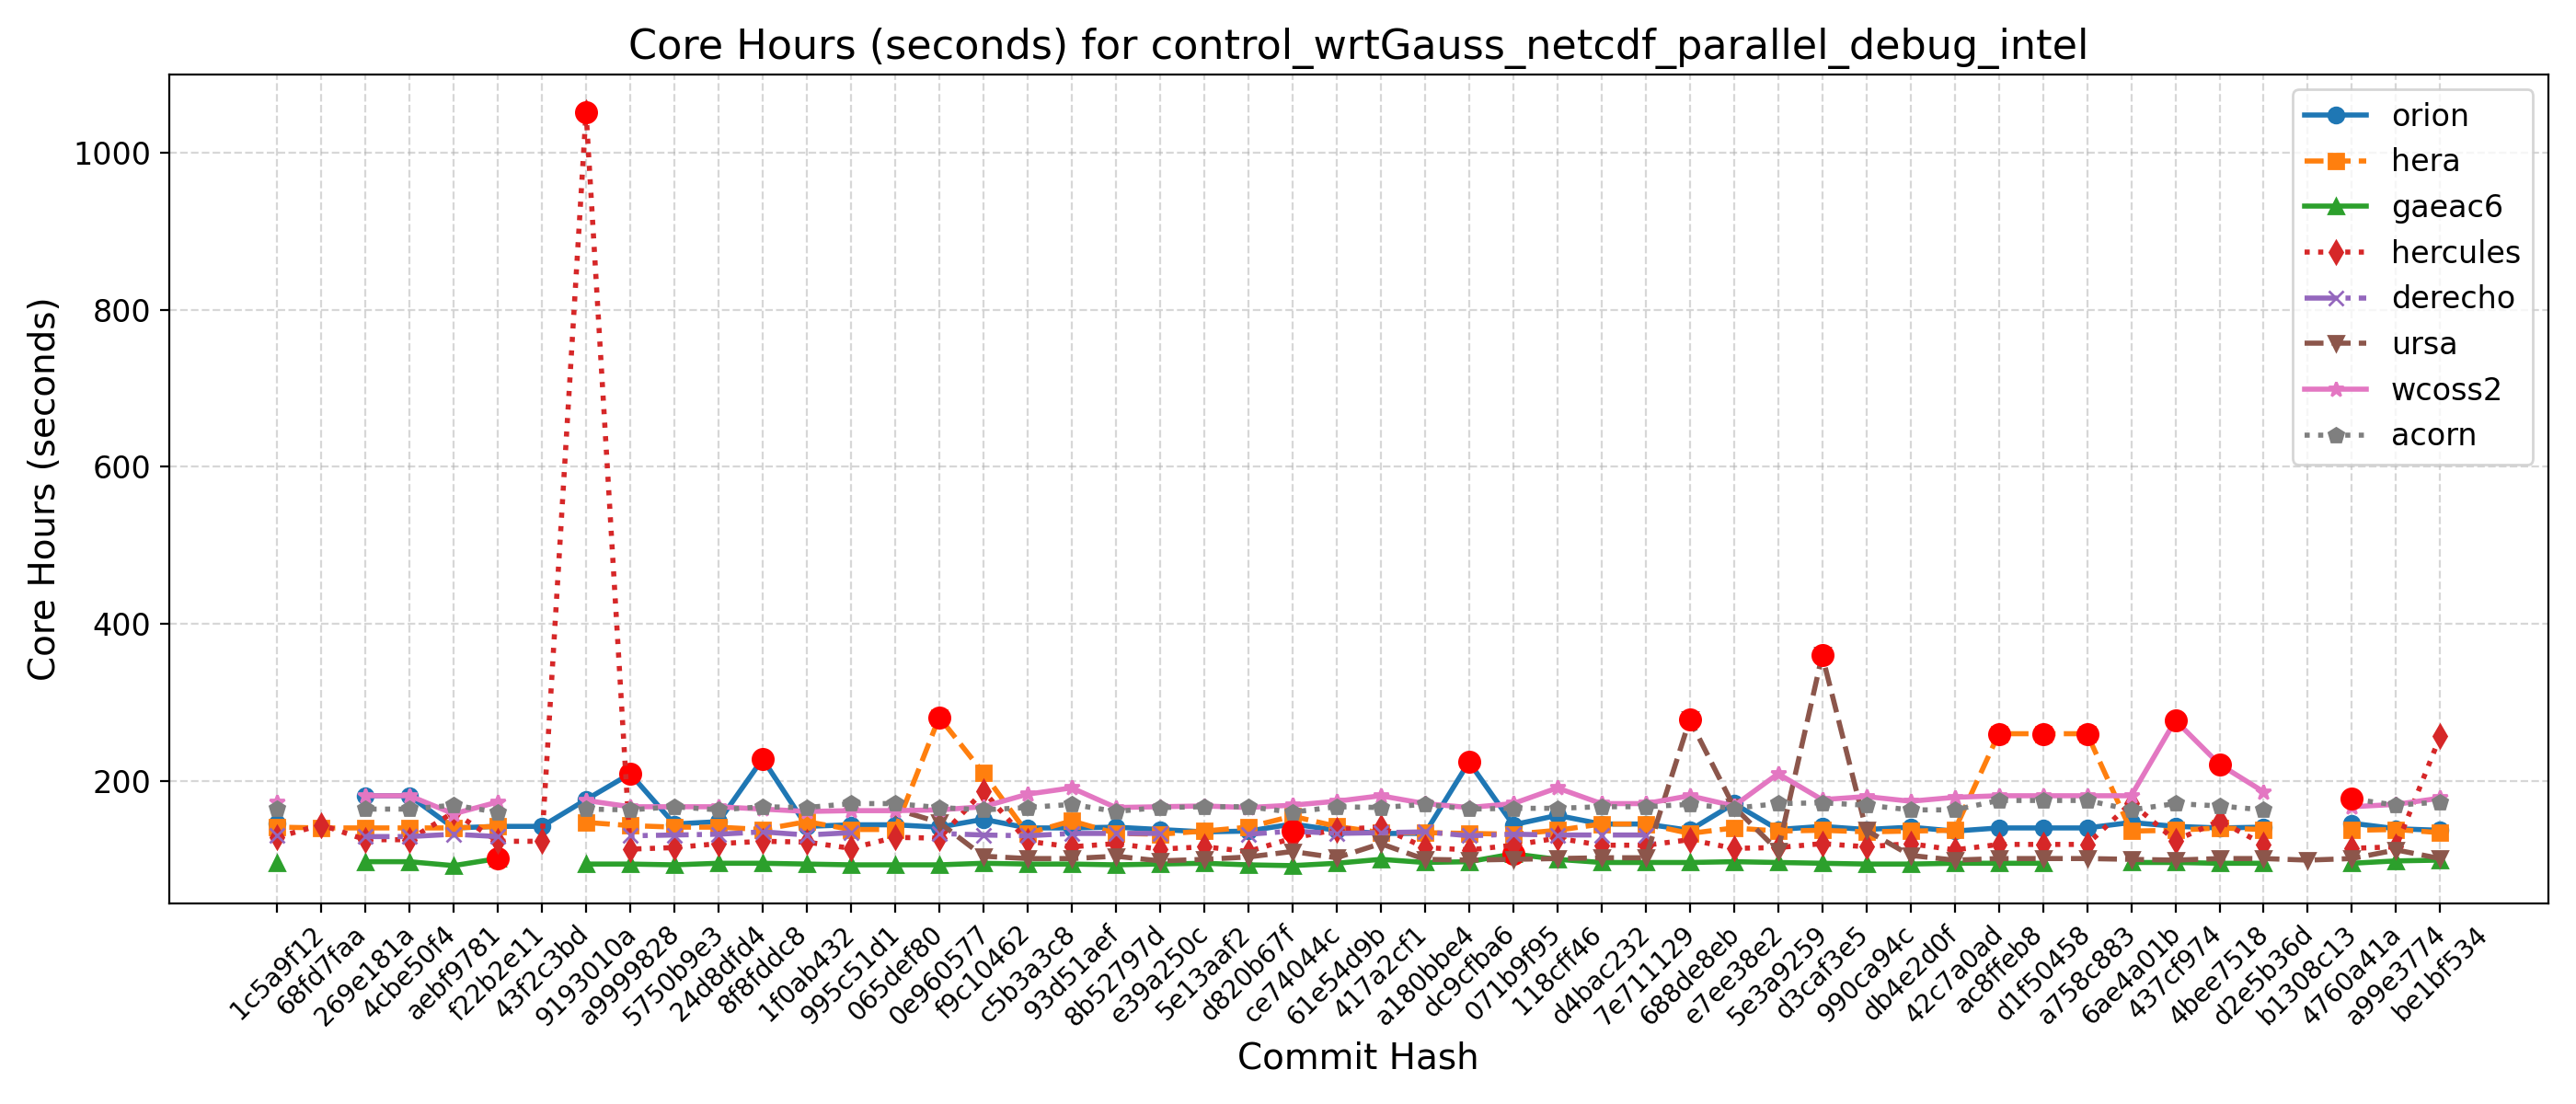 Core Hours (seconds) for control_wrtGauss_netcdf_parallel_debug_intel
Core Hours (seconds)
1000
800
600
400
200
orion
hera
gaeac6
hercules
derecho
ursa
wcoss2
acorn
1c5a9f12
68fd7faa
269e181a
4cbe50f4
aebf9781
f22b2e11
43f2c3bd
9193010a
a9999828
5750b9e3
24d8dfd4
8f8fddc8
1f0ab432
995c51d1
065def80
0e960577
f9c10462
c5b3a3c8
93d51aef
8b52797d
e39a250c
5e13aaf2
d820b67f
ce74044c
61e54d9b
417a2cf1
a180bbe4
dc9cfba6
071b9f95
118cff46
d4bac232
7e711129
688de8eb
e7ee38e2
5e3a9259
d3caf3e5
990ca94c
db4e2d0f
42c7a0ad
ac8ffeb8
d1f50458
a758c883
6ae4a01b
437cf974
4bee7518
d2e5b36d
b1308c13
4760a41a
a99e3774
be1bf534
Commit Hash